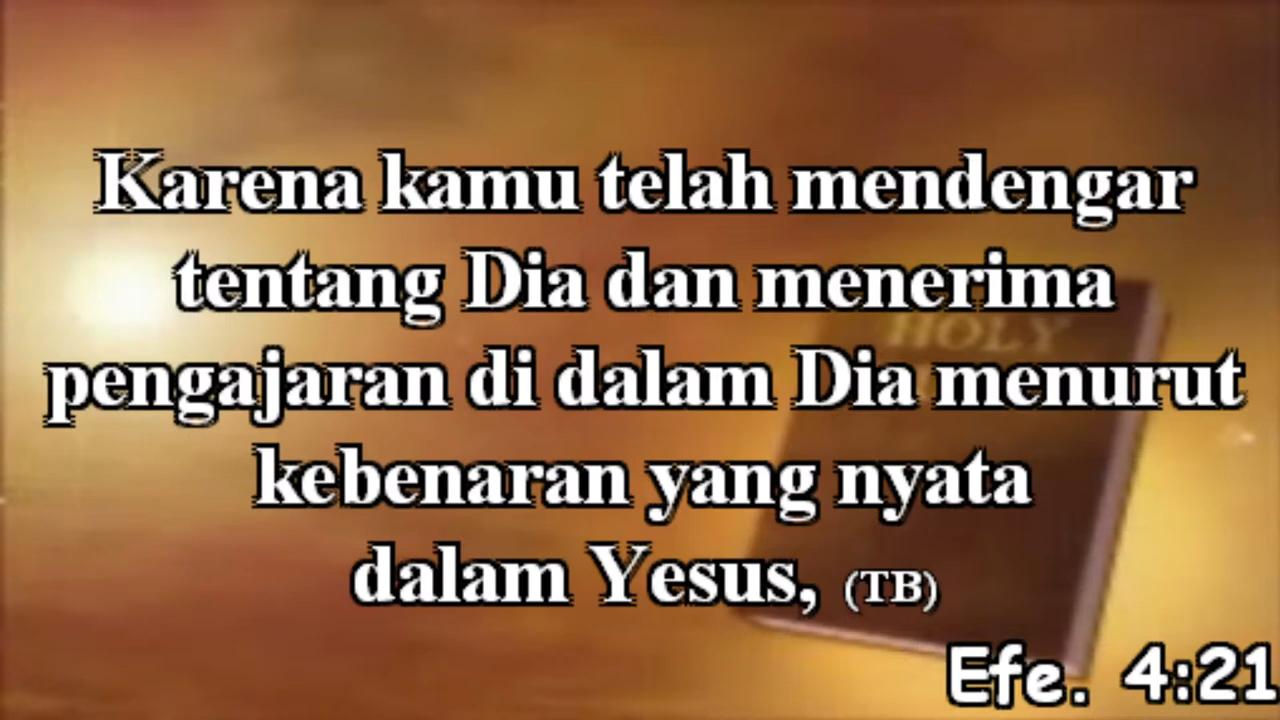 Karena kamu telah mendengar
tentang Dia dan menerima
HOLY
pengajaran di dalam Dia menurut
kebenaran yang nyata
dalam Yesus, (TB)
Efe. 4:21